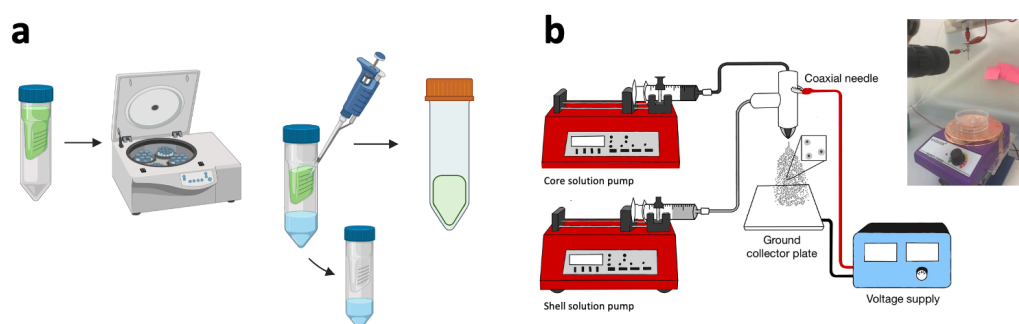 a
b
Coaxial needle
Core solution pump
Shell solution pump
Ground
collector plate
Voltage supply